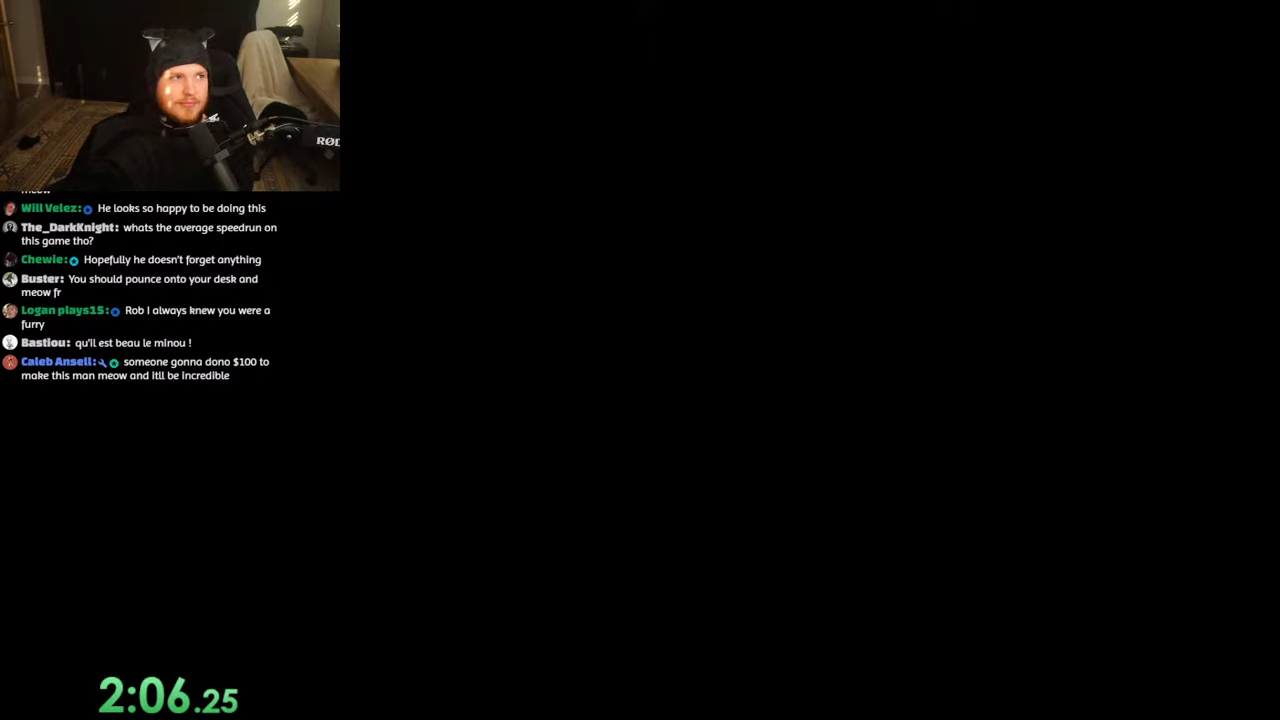 RØD
meow
Will Velez: He looks so happy to be doing this
The_DarkKnight: whats the average speedrun on
this game tho?
Chewie: Hopefully he doesn't forget anything
Buster: You should pounce onto your desk and
meow fr
Logan plays15: Rob I always knew you were a
furry
Bastiou: qu'il est beau le minou !
Caleb Ansell: someone gonna dono $100 to
make this man meow and itll be incredible
2:06.25